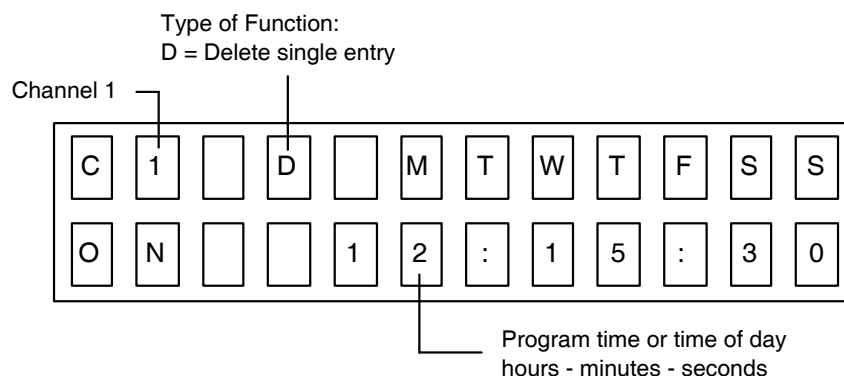 Type of Function:
D = Delete single entry
Channel 1
C 1 D M T W T F S S
O N 1 2 : 1 5 : 3 0
Program time or time of day
hours - minutes - seconds